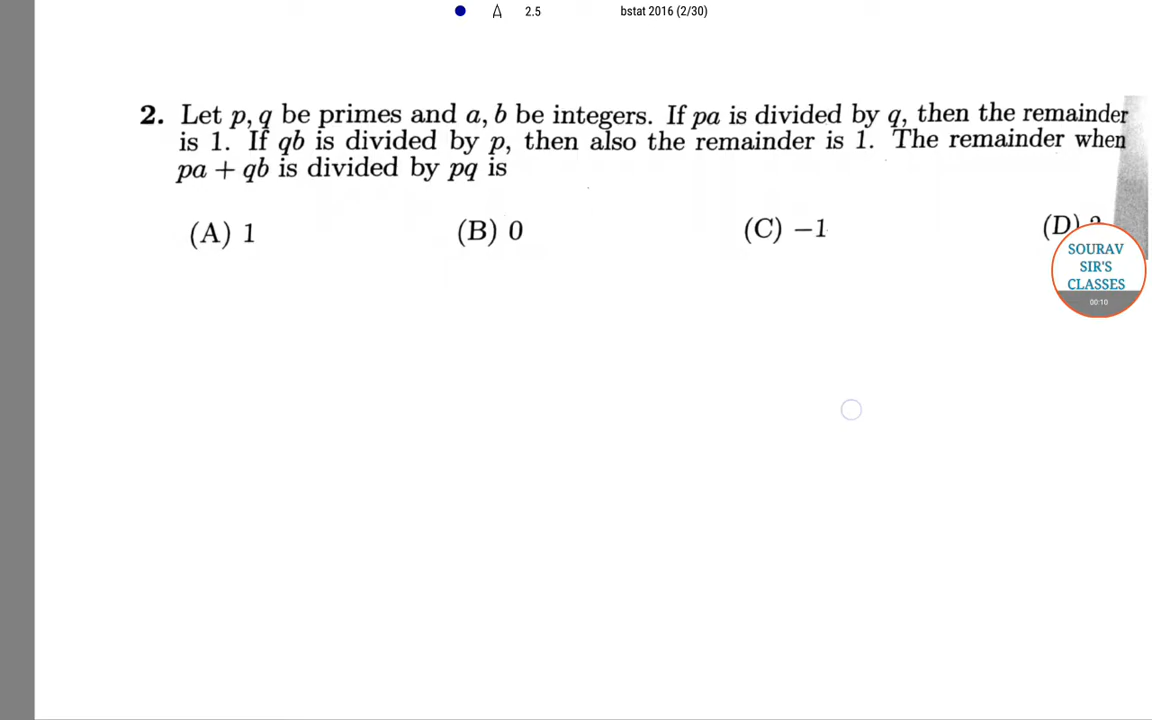 2.5 bstat 2016 (2/30)
2. Let p, q be primes and a, b be integers. If pa is divided by q, then the remainder
is 1. If qb is divided by p, then also the remainder is 1. The remainder when
pa + qb is divided by pq is
(A) 1 (B) 0 (C) −1 (D)
SOURAV
SIR'S
CLASSES
00:10